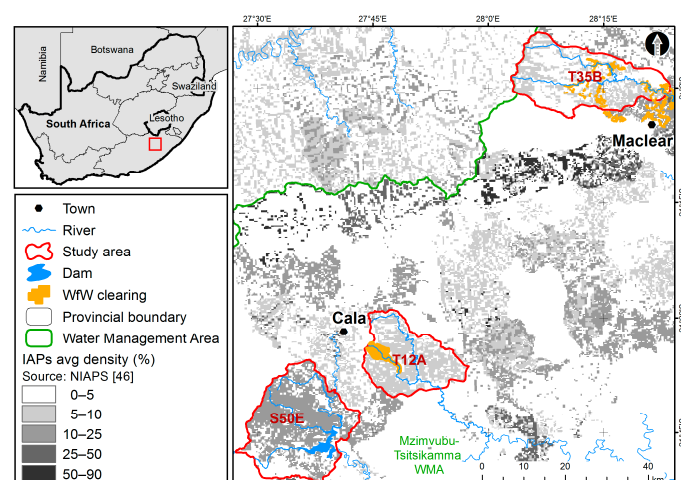 27°30'E
27°45'E
28°0'E
28°15'E
Namibia
Botswana
Swaziland
South Africa
Lesotho
T35B
Maclear
Town
River
Study area
Dam
WfW clearing
Provincial boundary
Water Management Area
IAPs avg density (%)
Source: NIAPS [46]
0–5
5–10
10–25
25–50
50–90
Cala
T12A
S50E
Mzimvubu-
Tsitsikamma
WMA
0 10 20 40
km